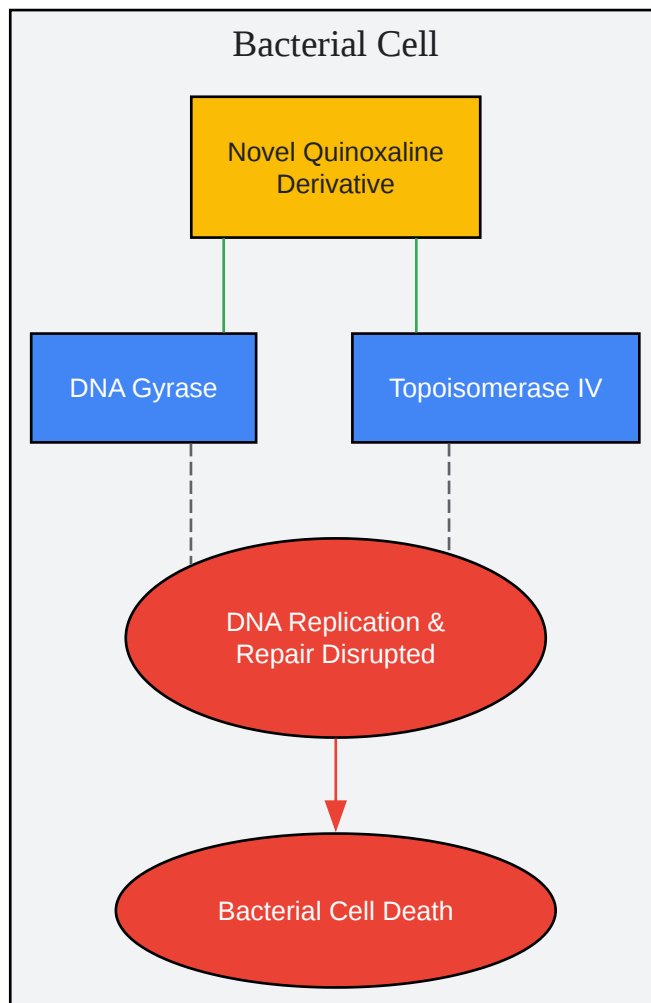 Bacterial Cell
Novel Quinoxaline
Derivative
DNA Gyrase
Topoisomerase IV
DNA Replication &
Repair Disrupted
Bacterial Cell Death